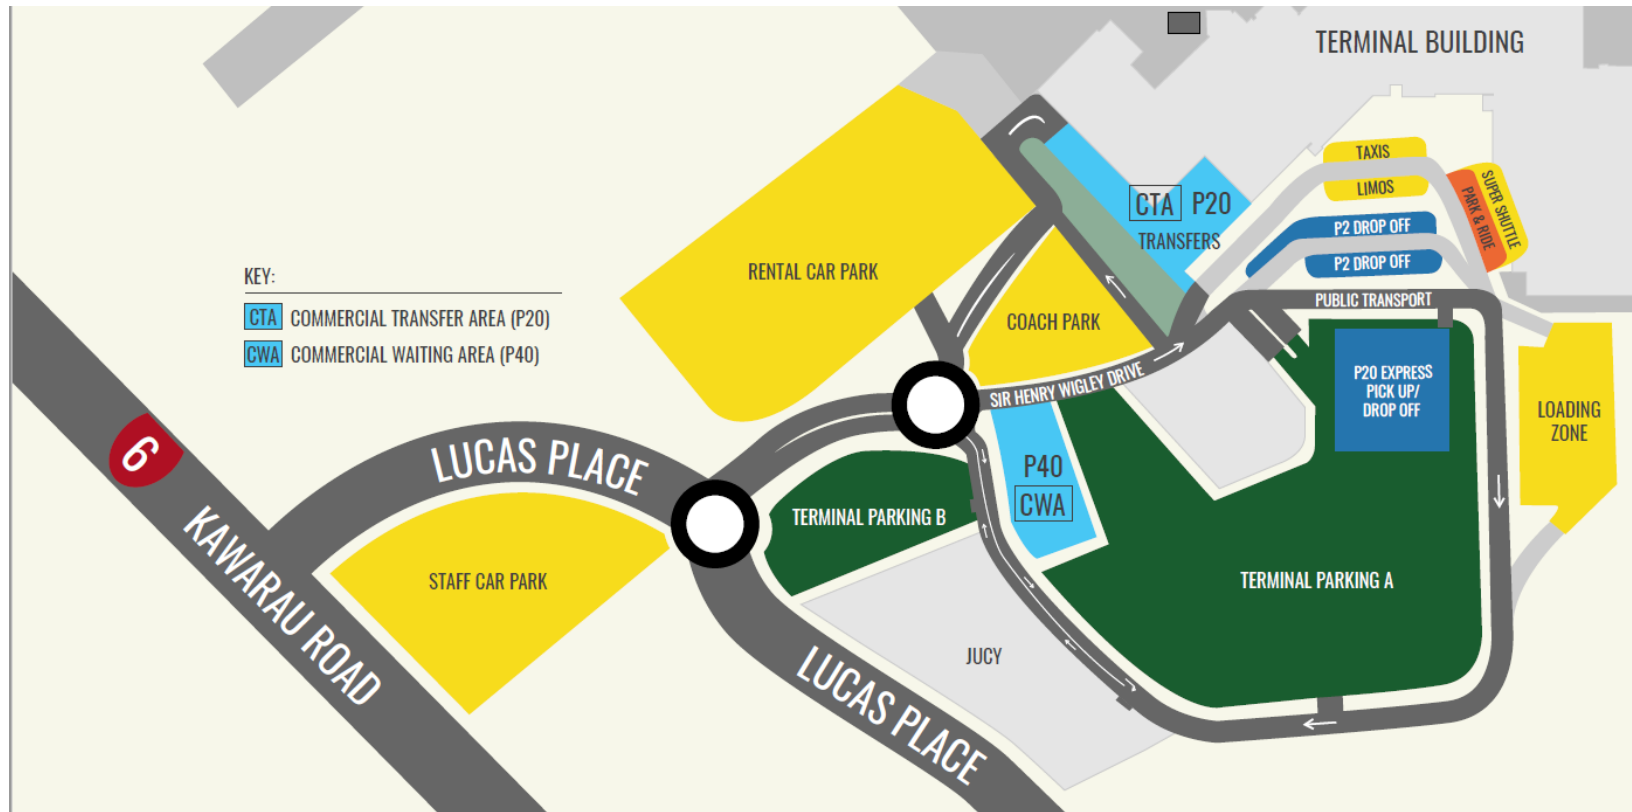 TERMINAL BUILDING
TAXIS
LIMOS
SUPER SHUTTLE
PARK & RIDE
CTA P20
TRANSFERS
P2 DROP OFF
P2 DROP OFF
RENTAL CAR PARK
KEY:
CTA COMMERCIAL TRANSFER AREA (P20)
CWA COMMERCIAL WAITING AREA (P40)
PUBLIC TRANSPORT
COACH PARK
SIR HENRY WIGLEY DRIVE
P20 EXPRESS
PICK UP/
DROP OFF
LOADING
ZONE
6
LUCAS PLACE
P40
CWA
TERMINAL PARKING B
KAWARAU ROAD
STAFF CAR PARK
TERMINAL PARKING A
JUCY
LUCAS PLACE